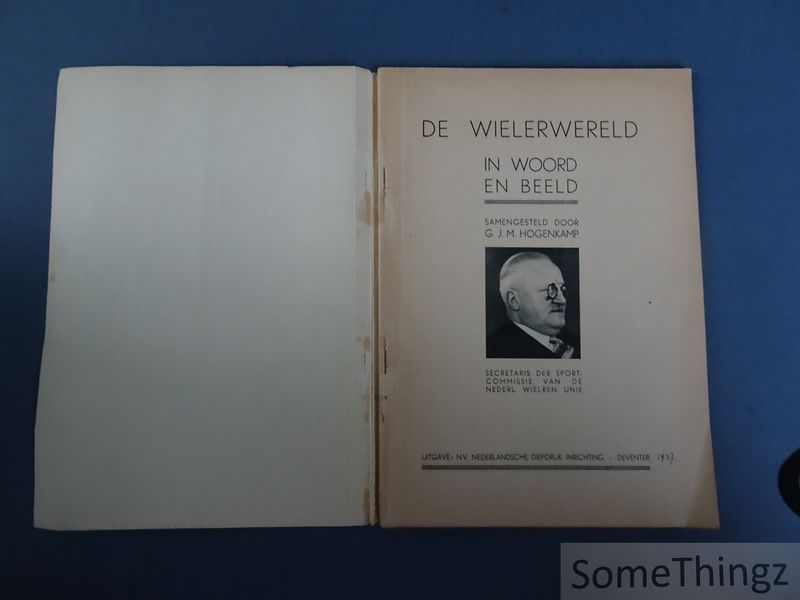 DE WIELERWERELD
IN WOORD
EN BEELD
SAMENGESTELD DOOR
G. J. M. HOGENKAMP
SECRETARIS DER SPORT-
COMMISSIE VAN DE
NEDERL. WIELREN UNIE
UITGAVE: N.V. NEDERLANDSCHE DIEPDRUK INRICHTING - DEVENTER 1937.
SomeThingz